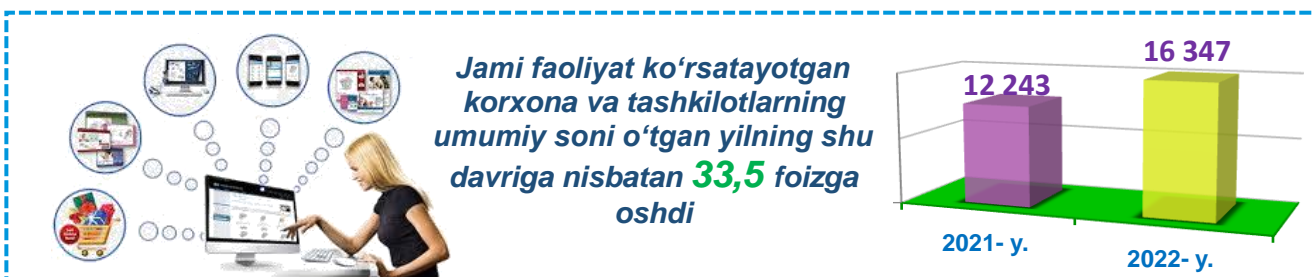 Jami faoliyat ko‘rsatayotgan
korxona va tashkilotlarning
umumiy soni o‘tgan yilning shu
davriga nisbatan 33,5 foizga
oshdi
12 243
16 347
2021- y.
2022- y.